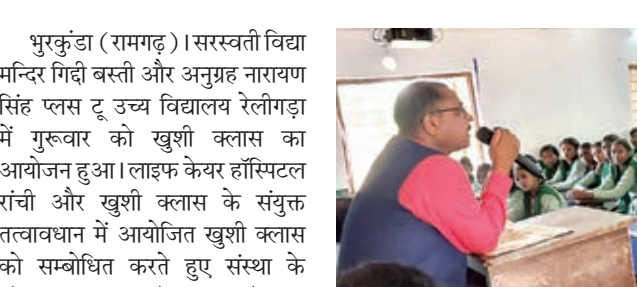 भुरकुंडा (रामगढ़)। सरस्वती विद्या
मन्दिर गिद्दी बस्ती और अनुग्रह नारायण
सिंह प्लस टू उच्य विद्यालय रेलीगड़ा
में गुरूवार को खुशी क्लास का
आयोजन हुआ। लाइफ केयर हॉस्पिटल
रांची और खुशी क्लास के संयुक्त
तत्वावधान में आयोजित खुशी क्लास
को सम्बोधित करते हुए संस्था के